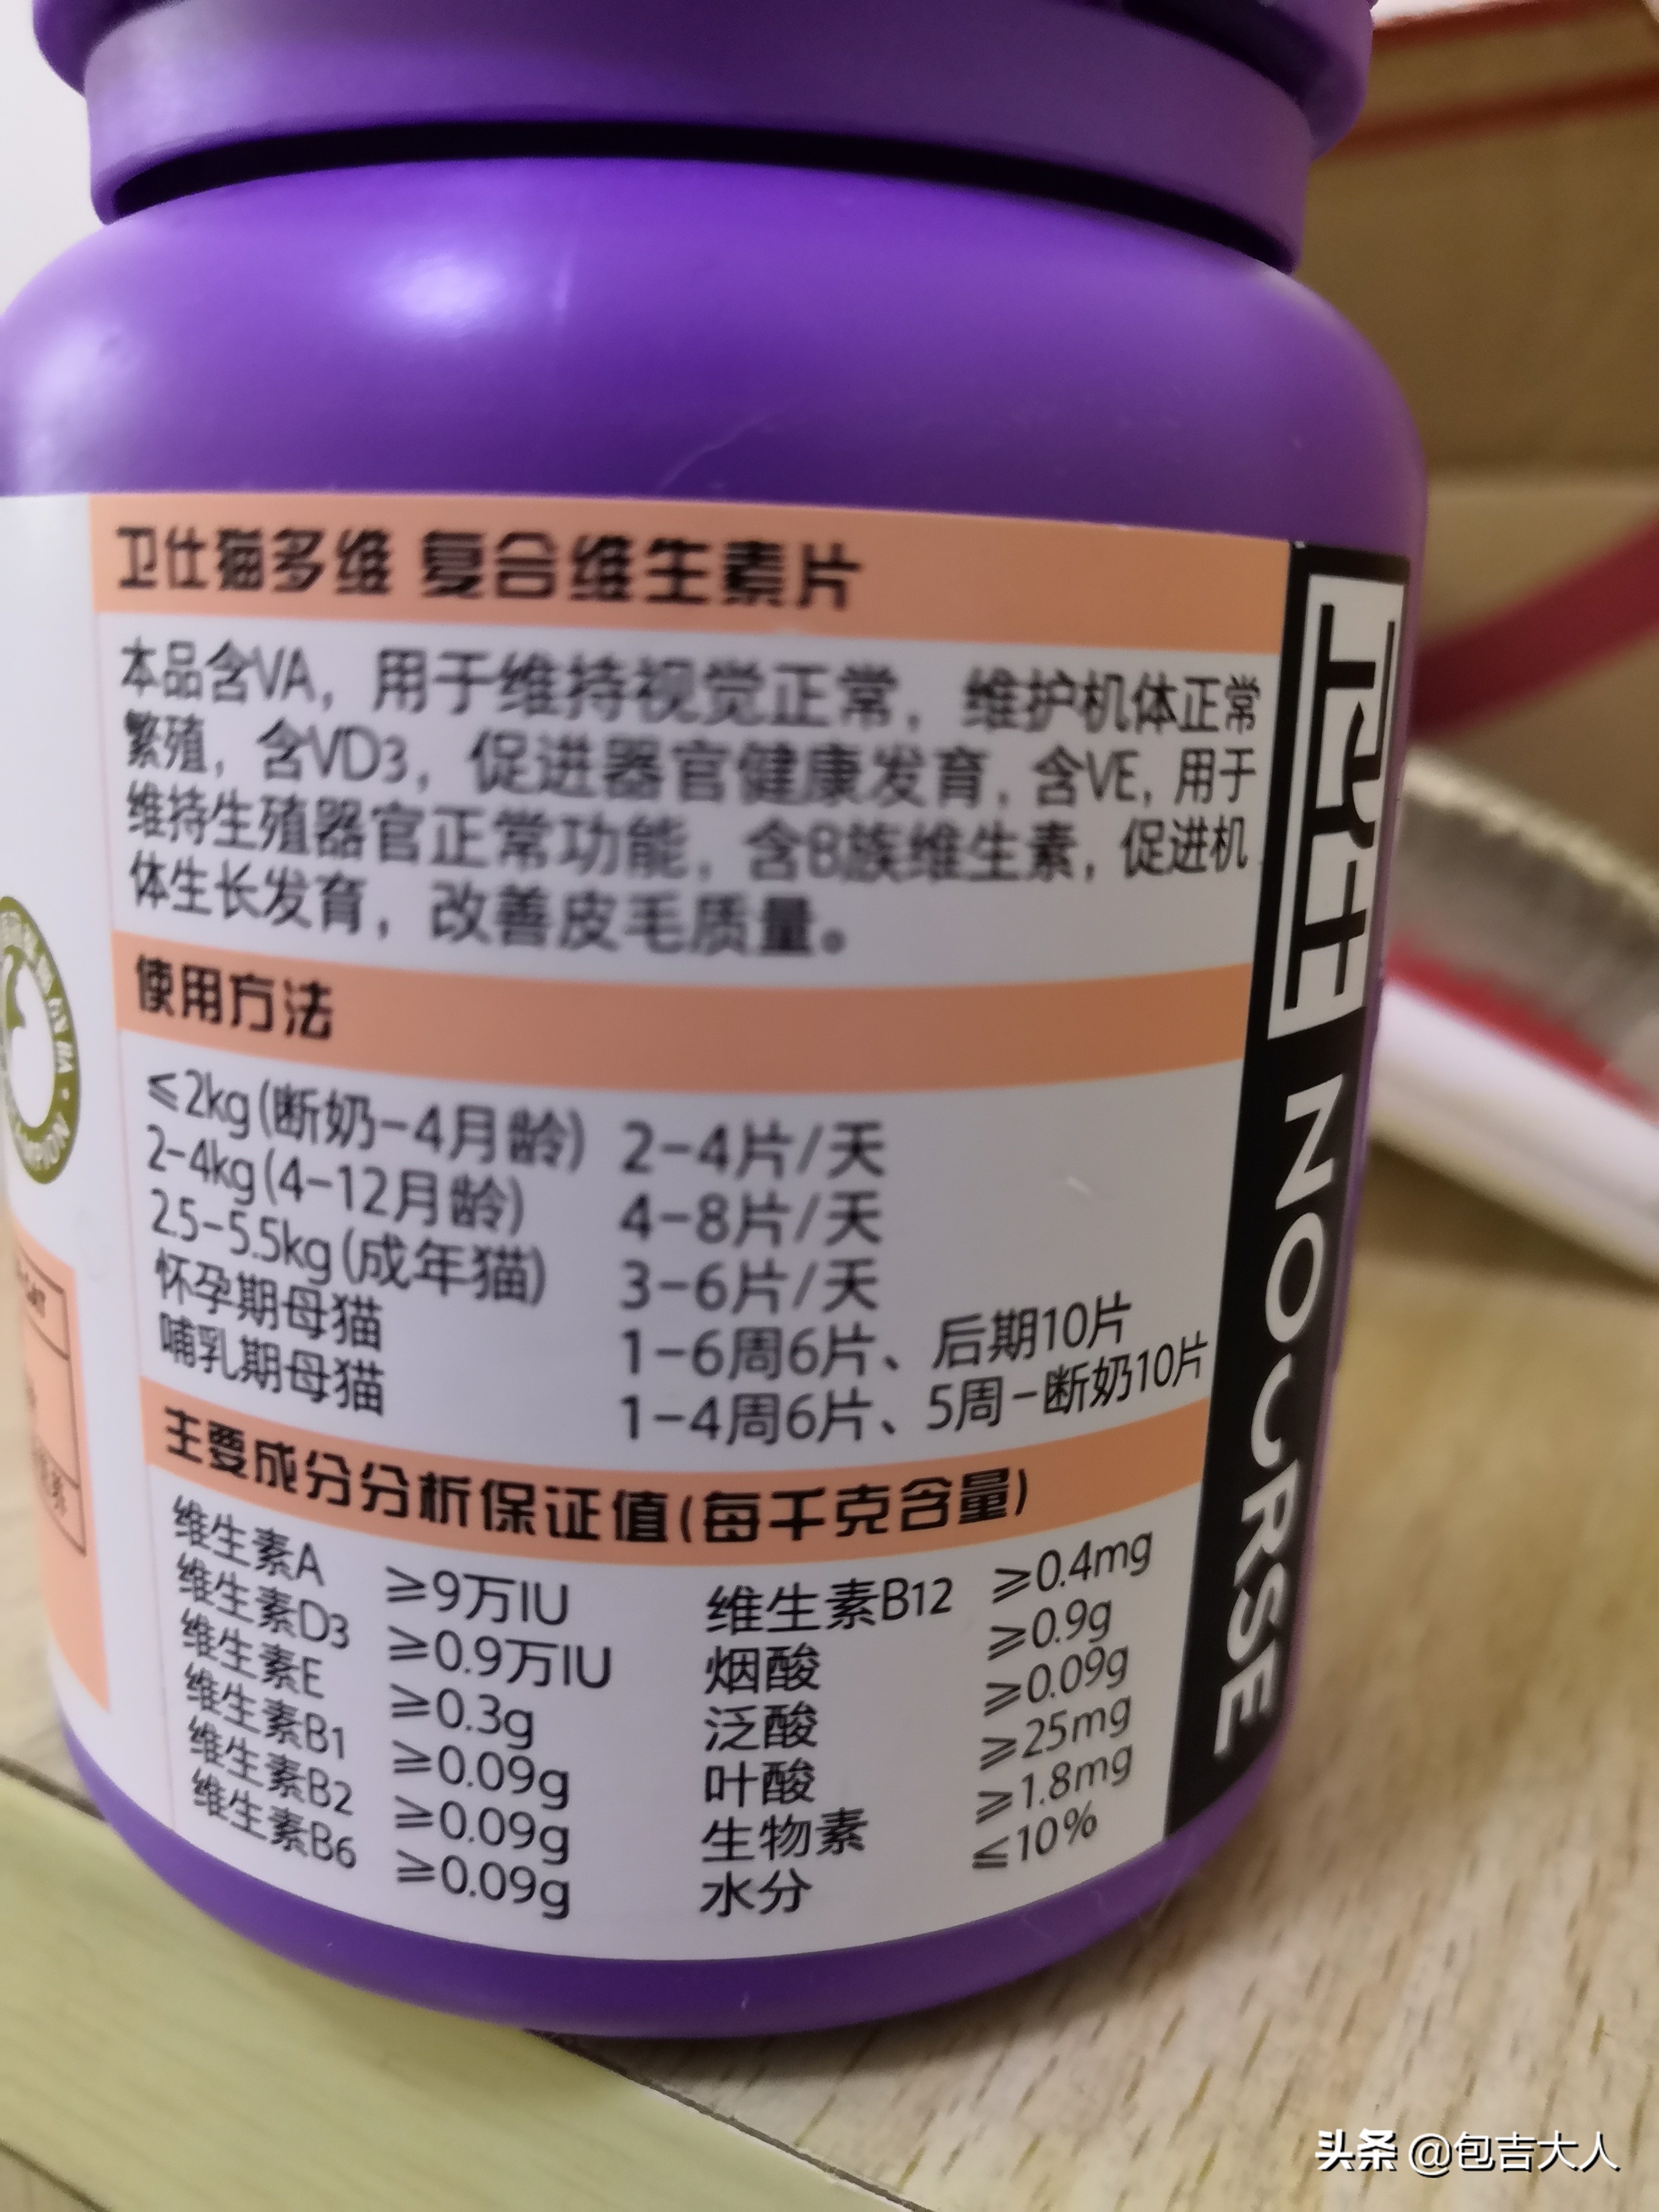 卫仕猫多维 复合维生素片
本品含VA，用于维持视觉正常，维护机体正常
繁殖，含VD3，促进器官健康发育，含VE，用于
维持生殖器官正常功能，含B族维生素，促进机
体生长发育，改善皮毛质量。
使用方法
≤2kg(断奶-4月龄) 2-4片/天
2-4kg(4-12月龄) 4-8片/天
2.5-5.5kg(成年猫) 3-6片/天
怀孕期母猫 1-6周6片、后期10片
哺乳期母猫 1-4周6片、5周-断奶10片
主要成分分析保证值(每千克含量)
维生素A ≥9万IU 维生素B12 ≥0.4mg
维生素D3 ≥0.9万IU 烟酸 ≥0.9g
维生素E ≥0.3g 泛酸 ≥0.09g
维生素B1 ≥0.09g 叶酸 ≥25mg
维生素B2 ≥0.09g 生物素 ≥1.8mg
维生素B6 ≥0.09g 水分 ≤10%
卫仕 NOURSE
头条 @包吉大人